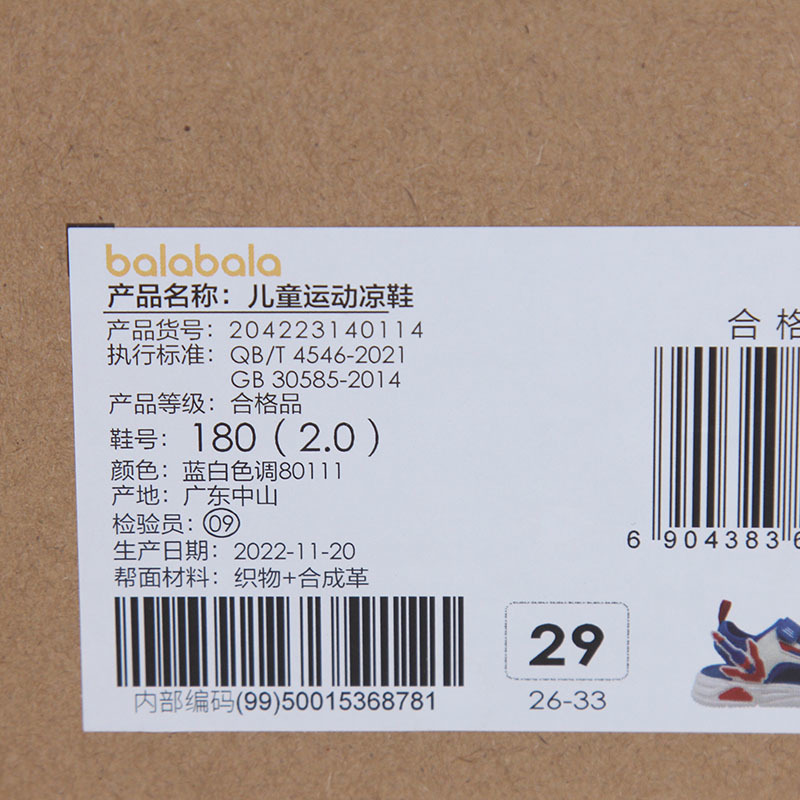 balabala
产品名称：儿童运动凉鞋
产品货号：204223140114
执行标准：QB/T 4546-2021
GB 30585-2014
产品等级：合格品
鞋号：180（2.0）
颜色：蓝白色调80111
产地：广东中山
检验员：09
生产日期：2022-11-20
帮面材料：织物+合成革
内部编码(99)50015368781
29
26-33
合格
6 904383 6